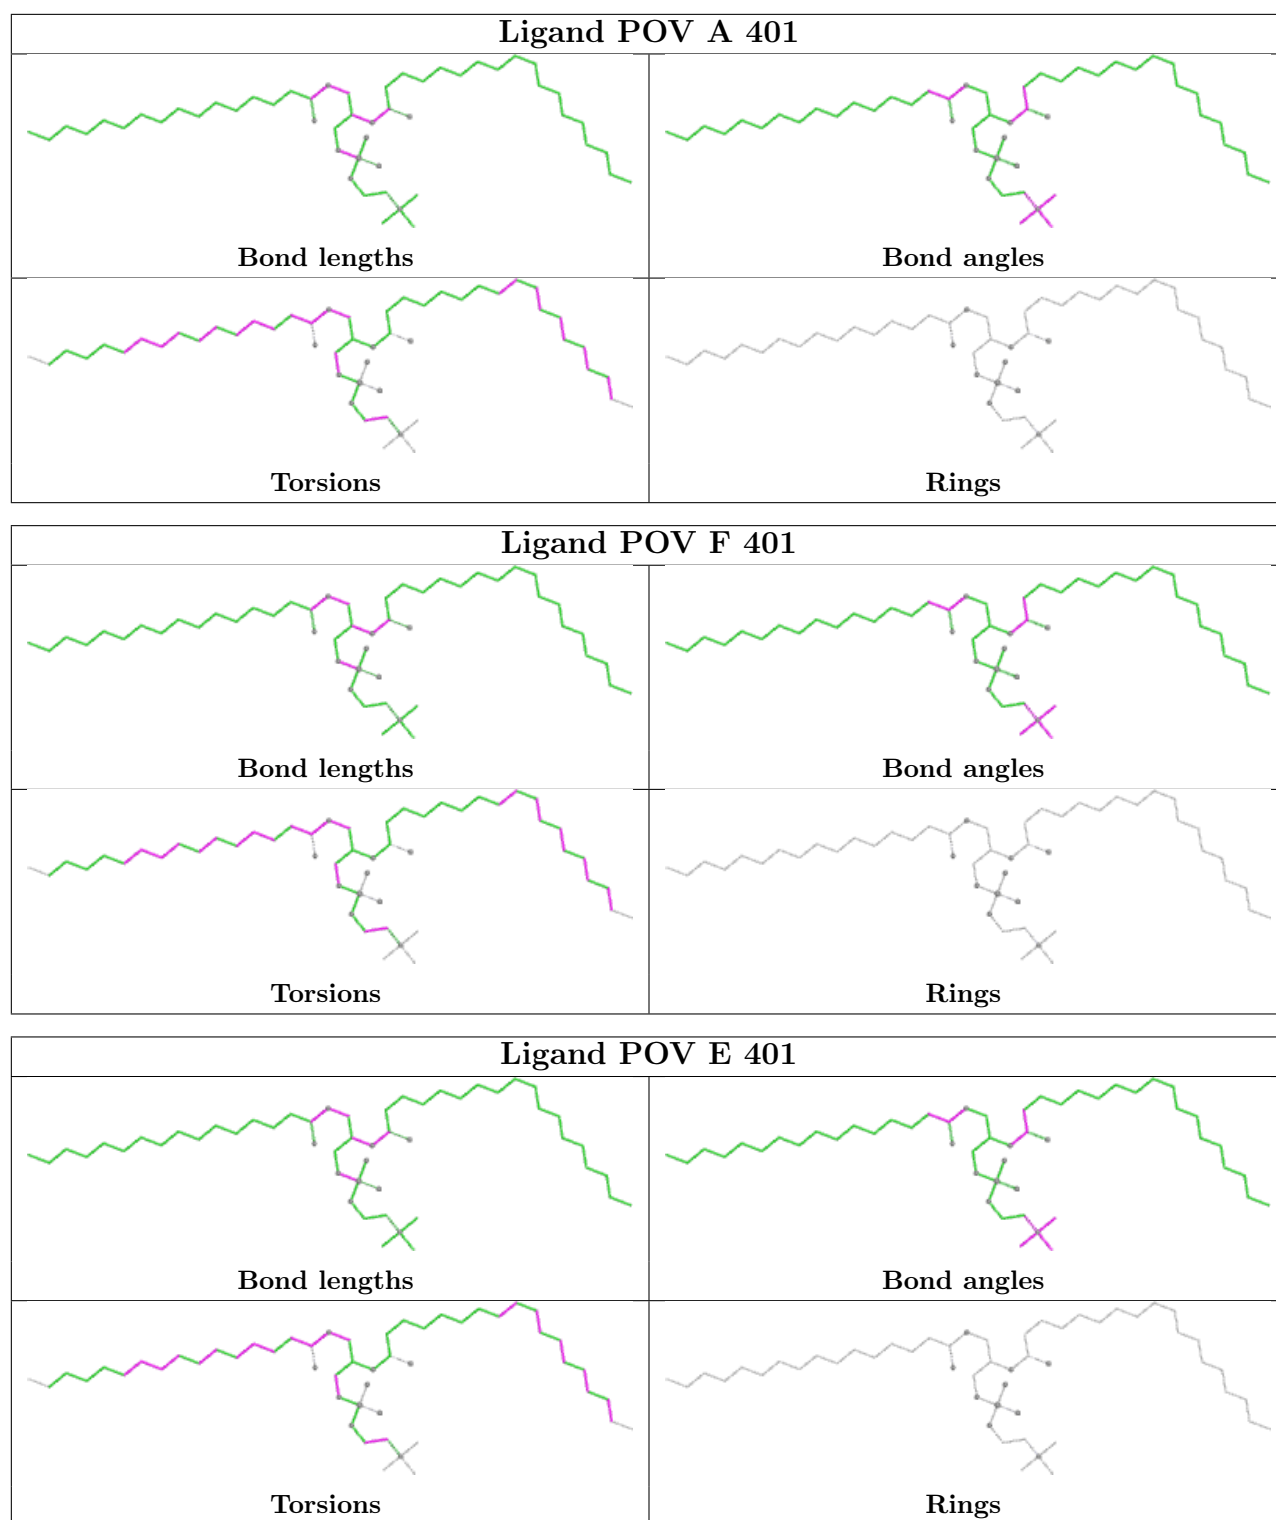 Ligand POV A 401
Bond lengths
Bond angles
Torsions
Rings
Ligand POV F 401
Bond lengths
Bond angles
Torsions
Rings
Ligand POV E 401
Bond lengths
Bond angles
Torsions
Rings